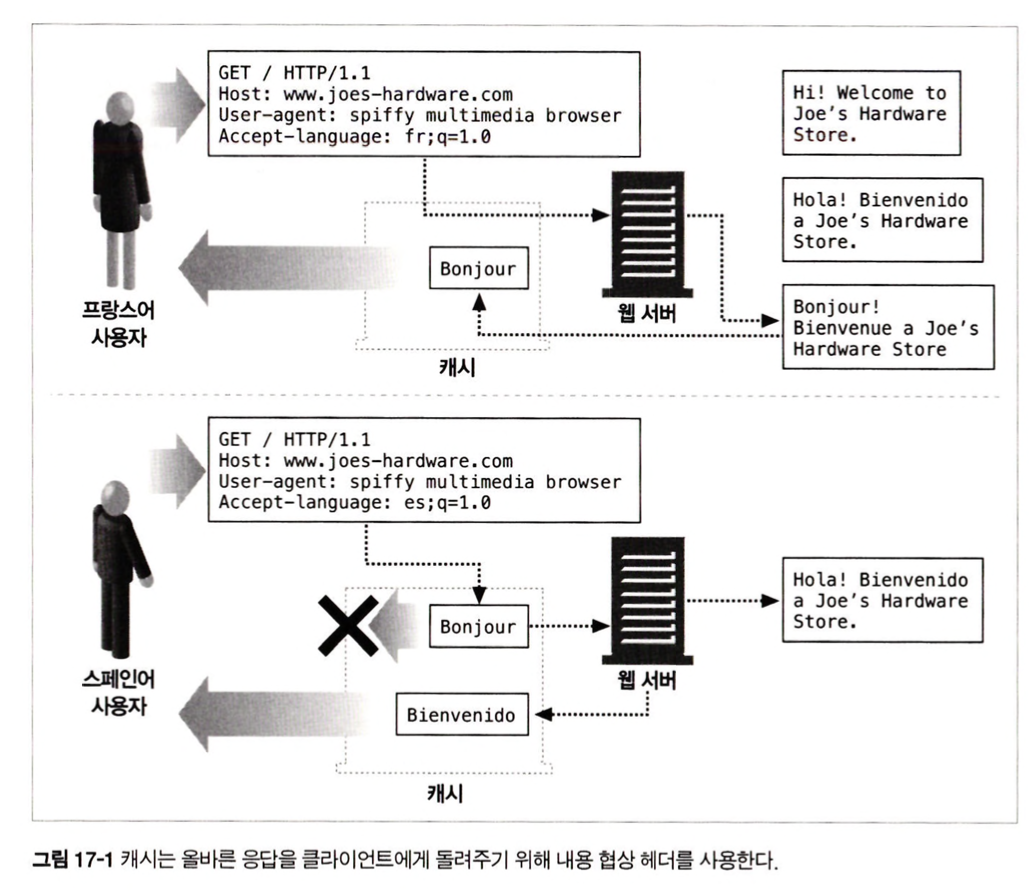 GET / HTTP/1.1
Host: www.joes-hardware.com
User-agent: spiffy multimedia browser
Accept-language: fr;q=1.0
Hi! Welcome to
Joe's Hardware
Store.
Hola! Bienvenido
a Joe's Hardware
Store.
Bonjour
Bonjour!
Bienvenue a Joe's
Hardware Store
프랑스어
사용자
웹 서버
캐시
GET / HTTP/1.1
Host: www.joes-hardware.com
User-agent: spiffy multimedia browser
Accept-language: es;q=1.0
Hola! Bienvenido
a Joe's Hardware
Store.
Bonjour
스페인어
사용자
웹 서버
Bienvenido
캐시
그림 17-1 캐시는 올바른 응답을 클라이언트에게 돌려주기 위해 내용 협상 헤더를 사용한다.